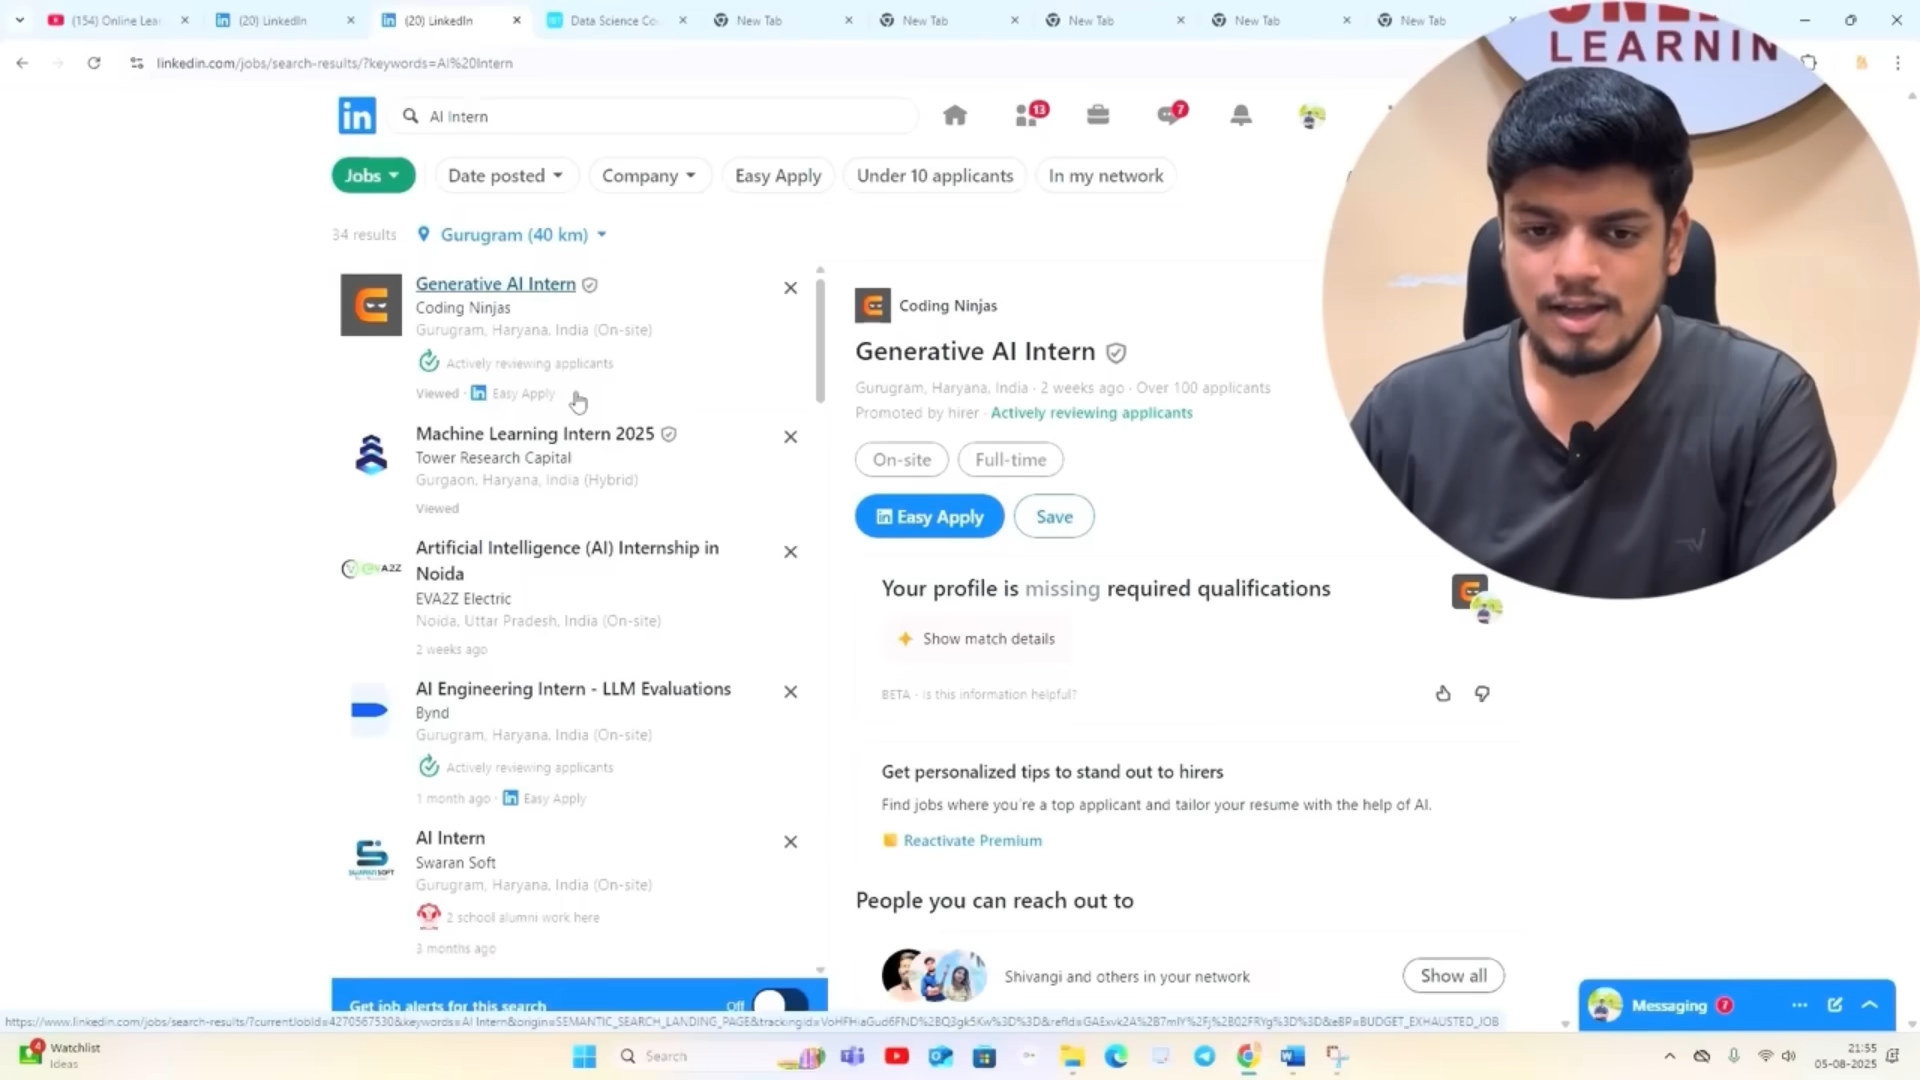 (154) Online Lea
(20) LinkedIn
(20) LinkedIn
Data Science Co
New Tab
New Tab
New Tab
New Tab
New Tab
linkedin.com/jobs/search-results/?keywords=AI%20Intern
LEARNIN
in
AI Intern
13
7
Jobs
Date posted
Company
Easy Apply
Under 10 applicants
In my network
34 results
Gurugram (40 km)
Generative AI Intern
Coding Ninjas
Gurugram, Haryana, India (On-site)
Actively reviewing applicants
Viewed · Easy Apply
Machine Learning Intern 2025
Tower Research Capital
Gurgaon, Haryana, India (Hybrid)
Viewed
Artificial Intelligence (AI) Internship in
Noida
EVA2Z Electric
Noida, Uttar Pradesh, India (On-site)
2 weeks ago
AI Engineering Intern - LLM Evaluations
Bynd
Gurugram, Haryana, India (On-site)
Actively reviewing applicants
1 month ago · Easy Apply
AI Intern
Swaran Soft
Gurugram, Haryana, India (On-site)
2 school alumni work here
3 months ago
Get job alerts for this search
Off
Coding Ninjas
Generative AI Intern
Gurugram, Haryana, India · 2 weeks ago · Over 100 applicants
Promoted by hirer · Actively reviewing applicants
On-site
Full-time
Easy Apply
Save
Your profile is missing required qualifications
Show match details
BETA · Is this information helpful?
Get personalized tips to stand out to hirers
Find jobs where you're a top applicant and tailor your resume with the help of AI.
Reactivate Premium
People you can reach out to
Shivangi and others in your network
Show all
Messaging
7
4
Watchlist
Ideas
Search
21:55
05-08-2025